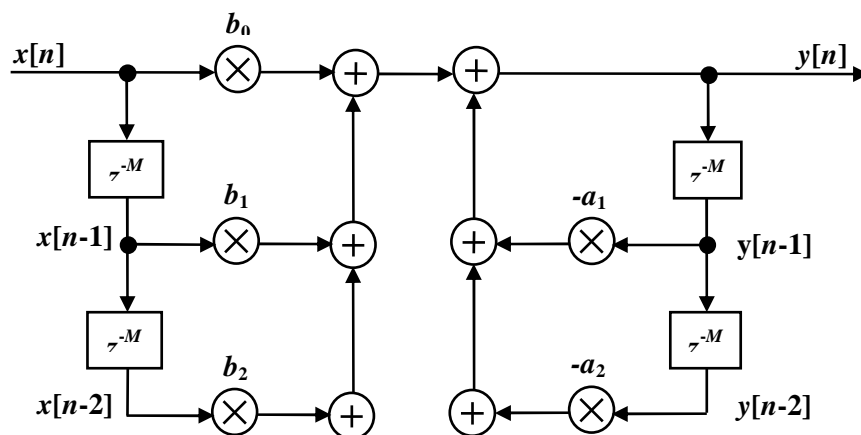 b₀
x[n] y[n]
z⁻ᴹ z⁻ᴹ
b₁ -a₁
x[n-1] y[n-1]
z⁻ᴹ z⁻ᴹ
b₂ -a₂
x[n-2] y[n-2]